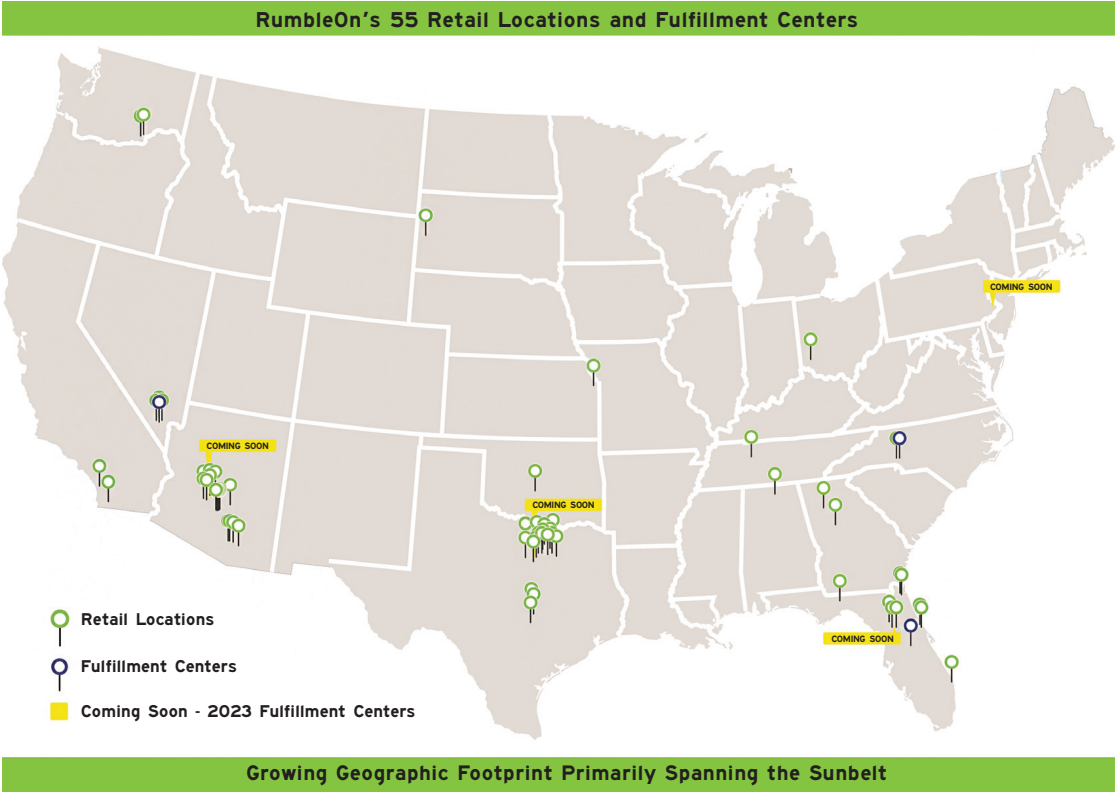 RumbleOn's 55 Retail Locations and Fulfillment Centers
COMING SOON
COMING SOON
COMING SOON
COMING SOON
Retail Locations
Fulfillment Centers
Coming Soon - 2023 Fulfillment Centers
Growing Geographic Footprint Primarily Spanning the Sunbelt